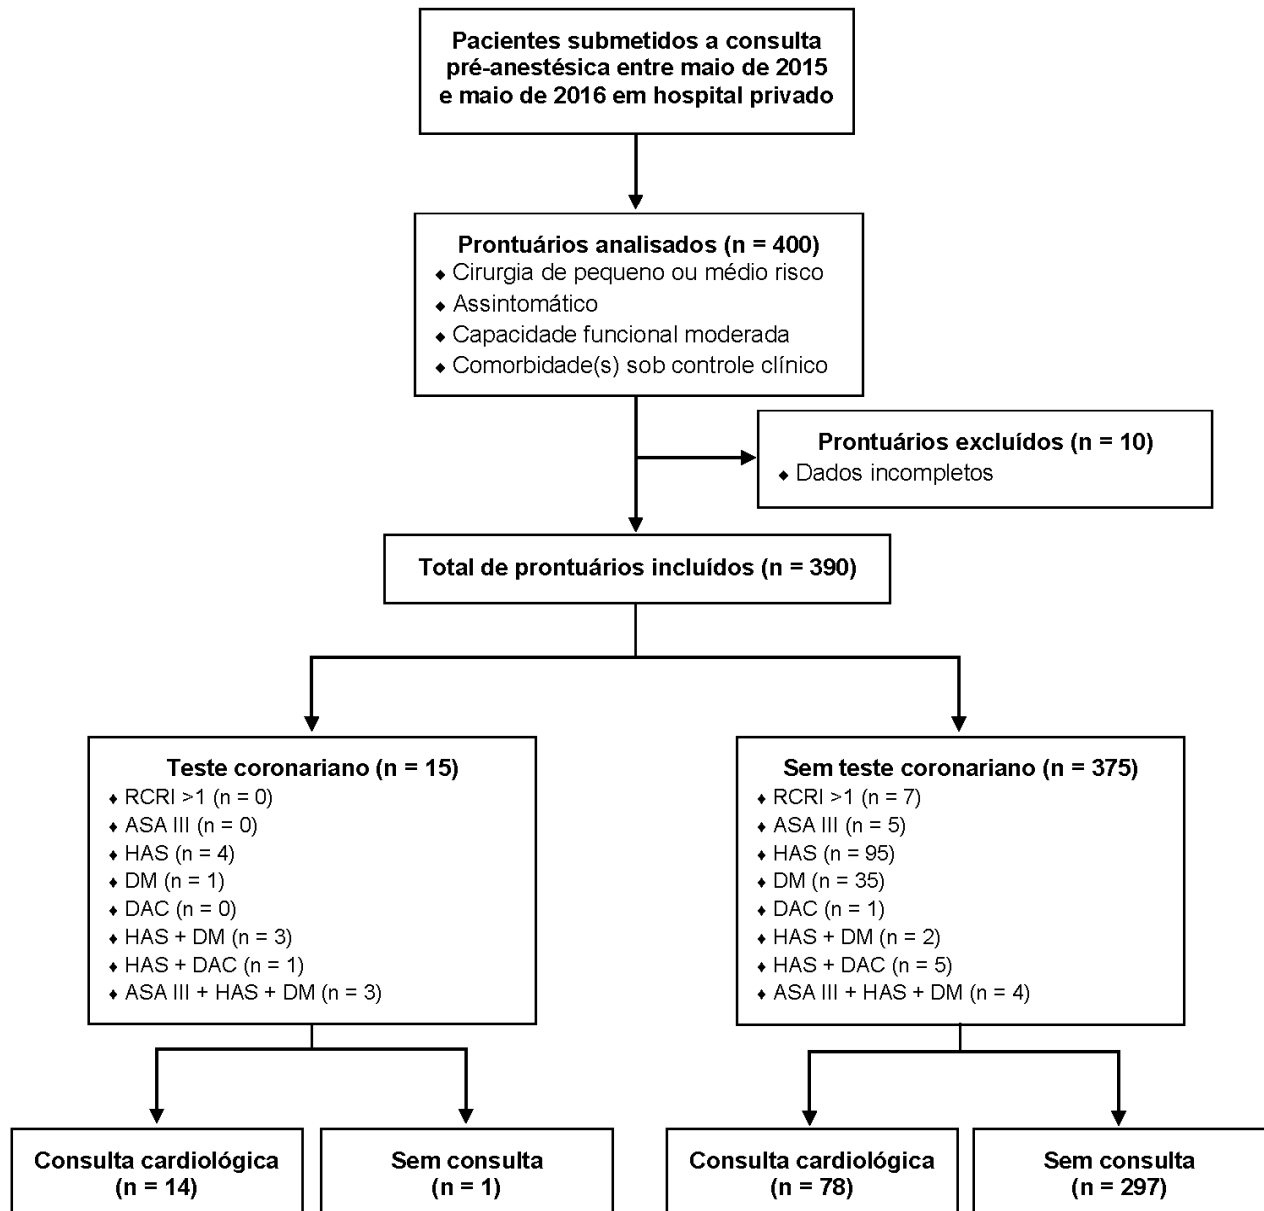 Pacientes submetidos a consulta
pré-anestésica entre maio de 2015
e maio de 2016 em hospital privado
Prontuários analisados (n = 400)
♦ Cirurgia de pequeno ou médio risco
♦ Assintomático
♦ Capacidade funcional moderada
♦ Comorbidade(s) sob controle clínico
Prontuários excluídos (n = 10)
♦ Dados incompletos
Total de prontuários incluídos (n = 390)
Teste coronariano (n = 15)
♦ RCRI >1 (n = 0)
♦ ASA III (n = 0)
♦ HAS (n = 4)
♦ DM (n = 1)
♦ DAC (n = 0)
♦ HAS + DM (n = 3)
♦ HAS + DAC (n = 1)
♦ ASA III + HAS + DM (n = 3)
Sem teste coronariano (n = 375)
♦ RCRI >1 (n = 7)
♦ ASA III (n = 5)
♦ HAS (n = 95)
♦ DM (n = 35)
♦ DAC (n = 1)
♦ HAS + DM (n = 2)
♦ HAS + DAC (n = 5)
♦ ASA III + HAS + DM (n = 4)
Consulta cardiológica
(n = 14)
Sem consulta
(n = 1)
Consulta cardiológica
(n = 78)
Sem consulta
(n = 297)